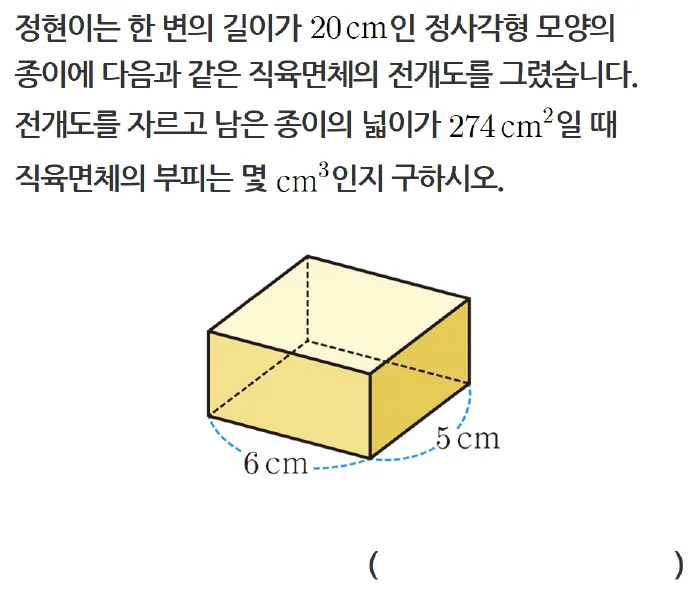 정현이는 한 변의 길이가 20 cm인 정사각형 모양의
종이에 다음과 같은 직육면체의 전개도를 그렸습니다.
전개도를 자르고 남은 종이의 넓이가 274 cm²일 때
직육면체의 부피는 몇 cm³인지 구하시오.
5 cm
6 cm
( )